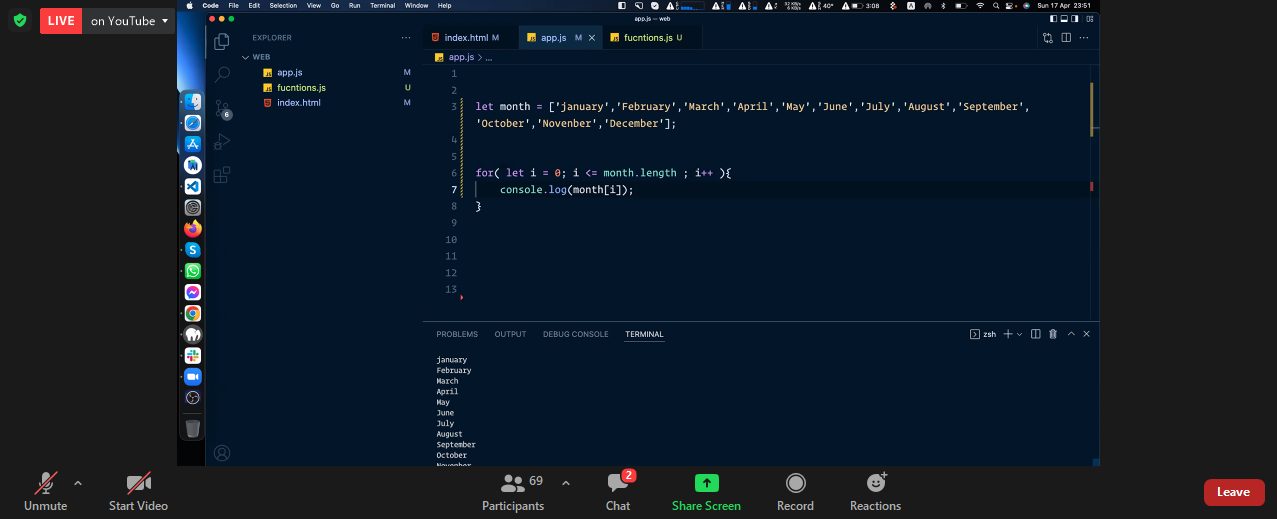 Code File Edit Selection View Go Run Terminal Window Help 40° 3:08 Sun 17 Apr 23:51
LIVE on YouTube
app.js — web
EXPLORER
WEB
app.js M
fucntions.js U
index.html M
6
index.html M app.js M fucntions.js U
app.js > ...
1
2
3 let month = ['january','February','March','April','May','June','July','August','September',
'October','Novenber','December'];
4
5
6 for( let i = 0; i <= month.length ; i++ ){
7 console.log(month[i]);
8 }
9
10
11
12
13
PROBLEMS OUTPUT DEBUG CONSOLE TERMINAL zsh
january
February
March
April
May
June
July
August
September
October
November
Unmute Start Video Participants 69 Chat 2 Share Screen Record Reactions Leave